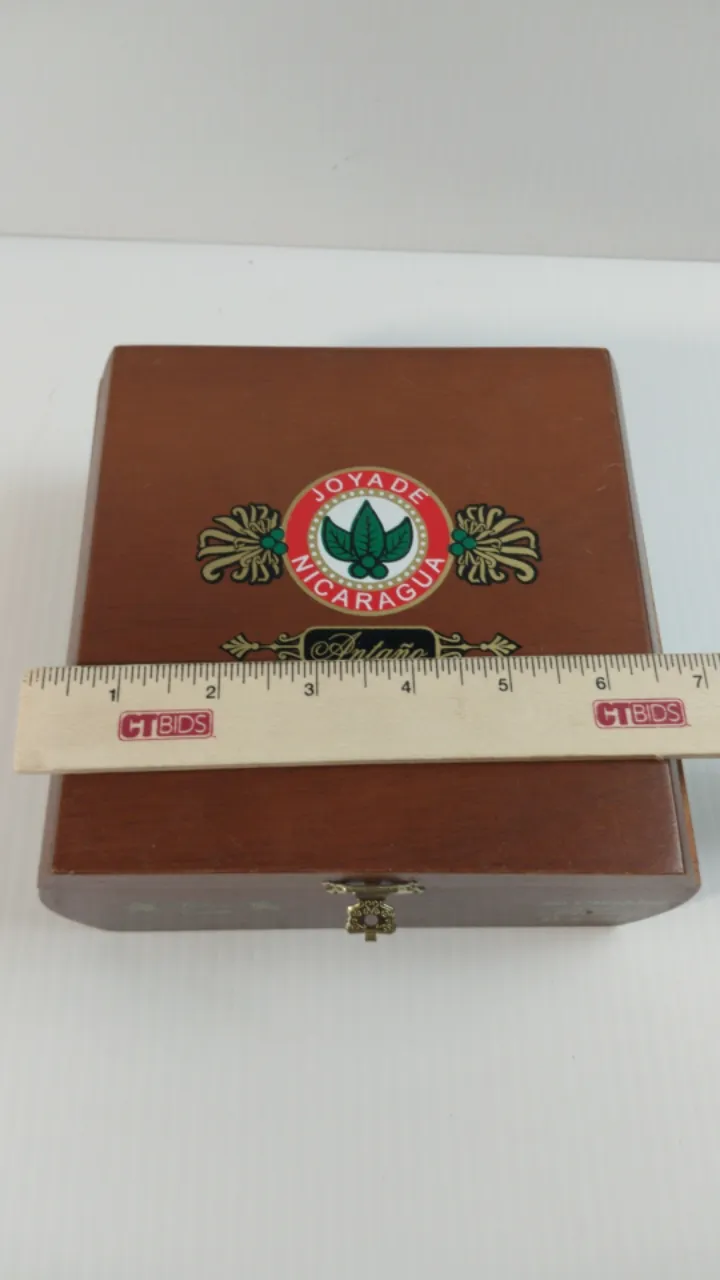 JOYA DE
NICARAGUA
Antaño
1 2 3 4 5 6 7
CTBIDS CTBIDS